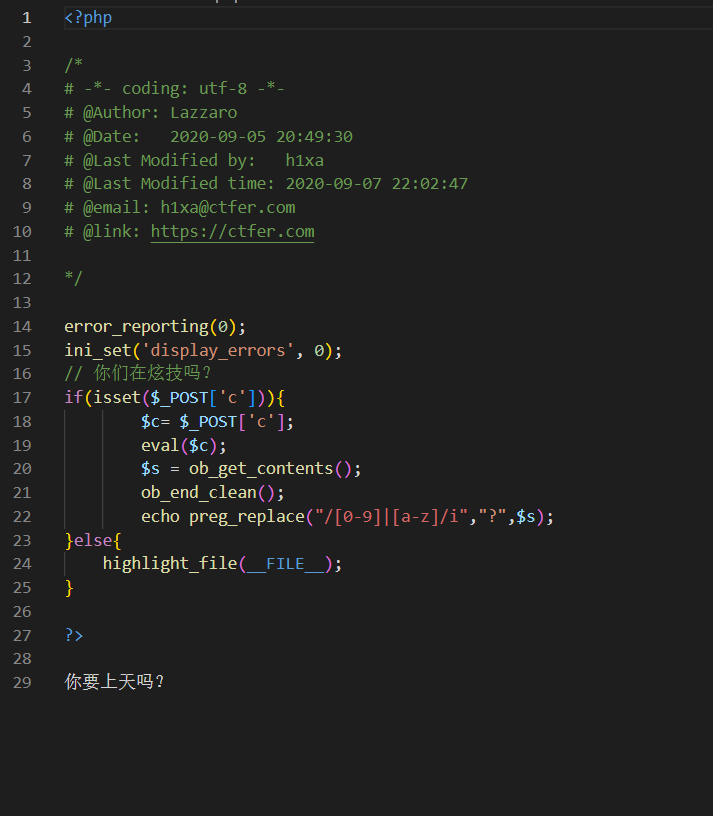 1 <?php
2
3 /*
4 # -*- coding: utf-8 -*-
5 # @Author: Lazzaro
6 # @Date:   2020-09-05 20:49:30
7 # @Last Modified by:   h1xa
8 # @Last Modified time: 2020-09-07 22:02:47
9 # @email: h1xa@ctfer.com
10 # @link: https://ctfer.com
11
12 */
13
14 error_reporting(0);
15 ini_set('display_errors', 0);
16 // 你们在炫技吗?
17 if(isset($_POST['c'])){
18         $c= $_POST['c'];
19         eval($c);
20         $s = ob_get_contents();
21         ob_end_clean();
22         echo preg_replace("/[0-9]|[a-z]/i","?",$s);
23 }else{
24     highlight_file(__FILE__);
25 }
26
27 ?>
28
29 你要上天吗?